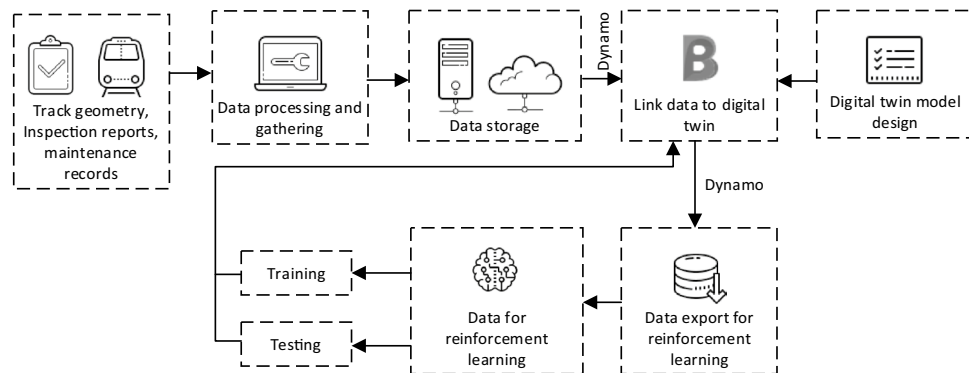 Track geometry,
Inspection reports,
maintenance
records
Data processing and
gathering
Data storage
Dynamo
B
Link data to digital
twin
Digital twin model
design
Dynamo
Training
Testing
Data for
reinforcement
learning
Data export for
reinforcement
learning